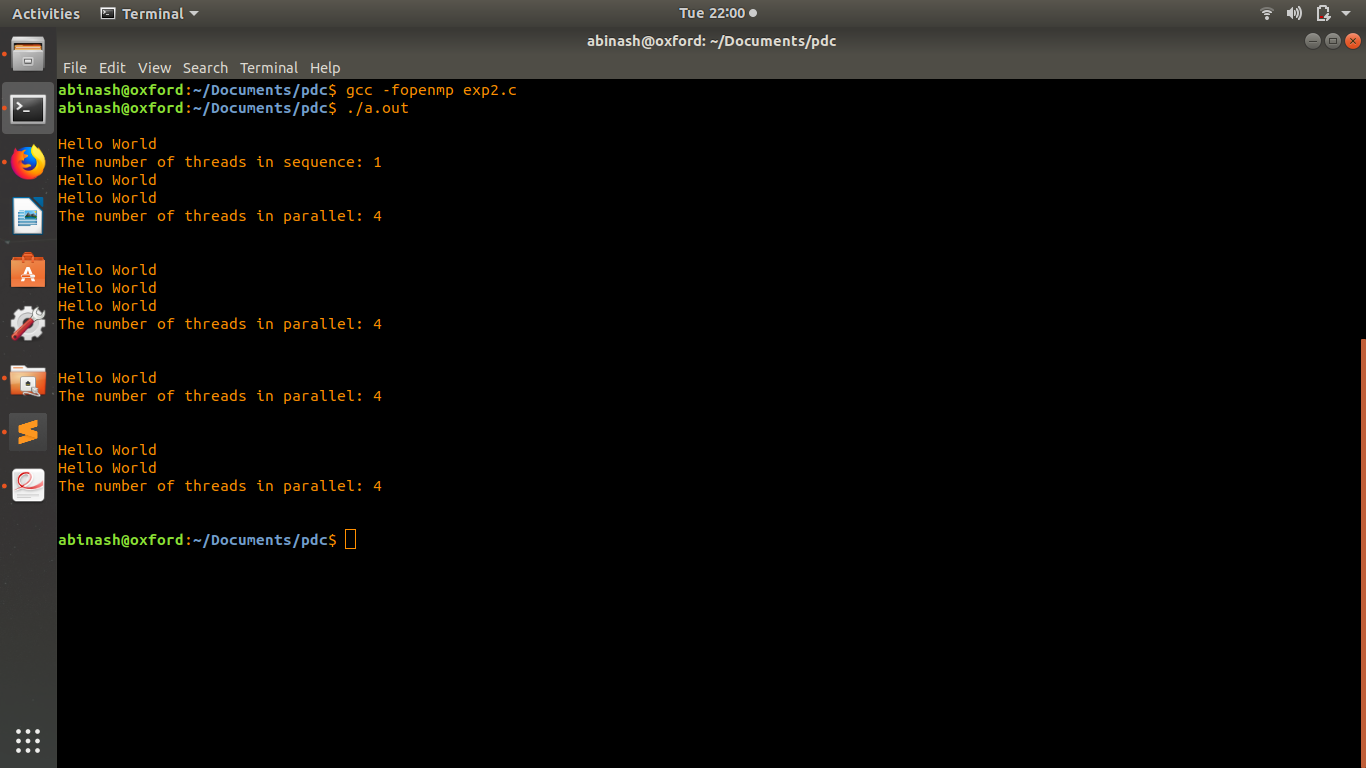 Activities Terminal Tue 22:00
abinash@oxford: ~/Documents/pdc
File Edit View Search Terminal Help
abinash@oxford:~/Documents/pdc$ gcc -fopenmp exp2.c
abinash@oxford:~/Documents/pdc$ ./a.out
Hello World
The number of threads in sequence: 1
Hello World
Hello World
The number of threads in parallel: 4
Hello World
Hello World
Hello World
The number of threads in parallel: 4
Hello World
The number of threads in parallel: 4
Hello World
Hello World
The number of threads in parallel: 4
abinash@oxford:~/Documents/pdc$